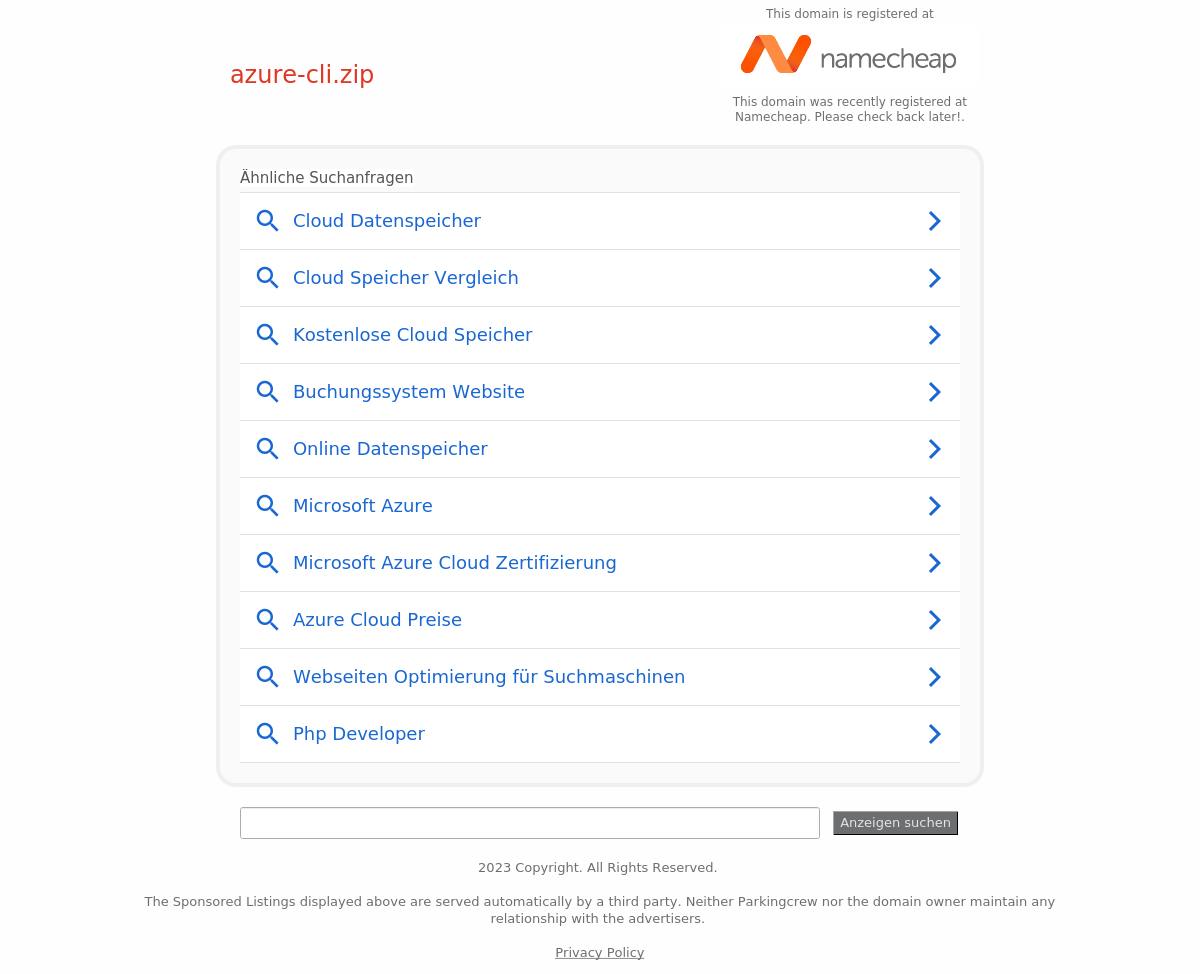 This domain is registered at
namecheap
azure-cli.zip
This domain was recently registered at
Namecheap. Please check back later!.
Ähnliche Suchanfragen
Cloud Datenspeicher
Cloud Speicher Vergleich
Kostenlose Cloud Speicher
Buchungssystem Website
Online Datenspeicher
Microsoft Azure
Microsoft Azure Cloud Zertifizierung
Azure Cloud Preise
Webseiten Optimierung für Suchmaschinen
Php Developer
Anzeigen suchen
2023 Copyright. All Rights Reserved.
The Sponsored Listings displayed above are served automatically by a third party. Neither Parkingcrew nor the domain owner maintain any
relationship with the advertisers.
Privacy Policy